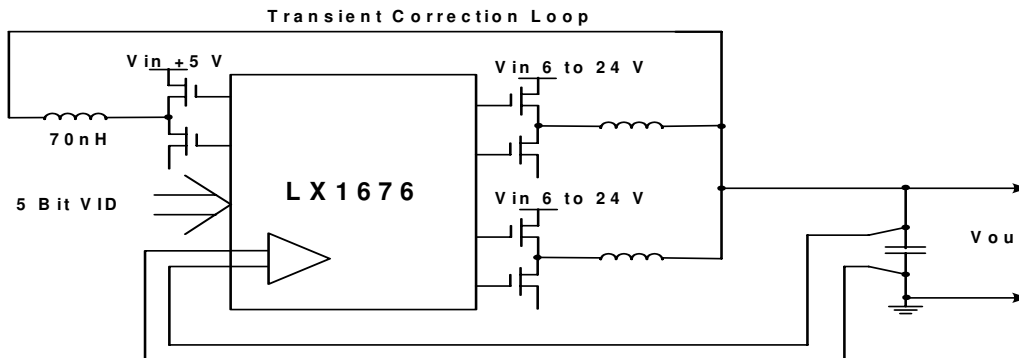 Transient Correction Loop
Vin +5 V
Vin 6 to 24 V
70nH
LX1676
5 Bit VID
Vin 6 to 24 V
Vou